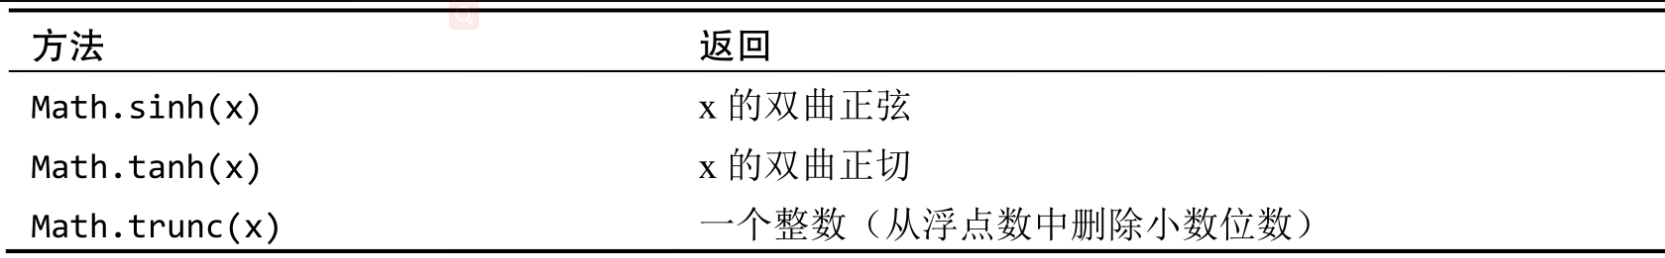 方法 返回
Math.sinh(x) x 的双曲正弦
Math.tanh(x) x 的双曲正切
Math.trunc(x) 一个整数（从浮点数中删除小数位数）